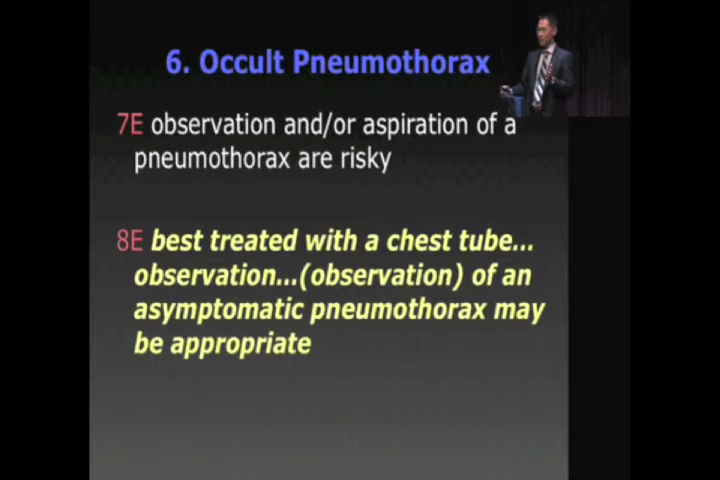 6. Occult Pneumothorax
7E observation and/or aspiration of a
pneumothorax are risky
8E best treated with a chest tube...
observation...(observation) of an
asymptomatic pneumothorax may
be appropriate